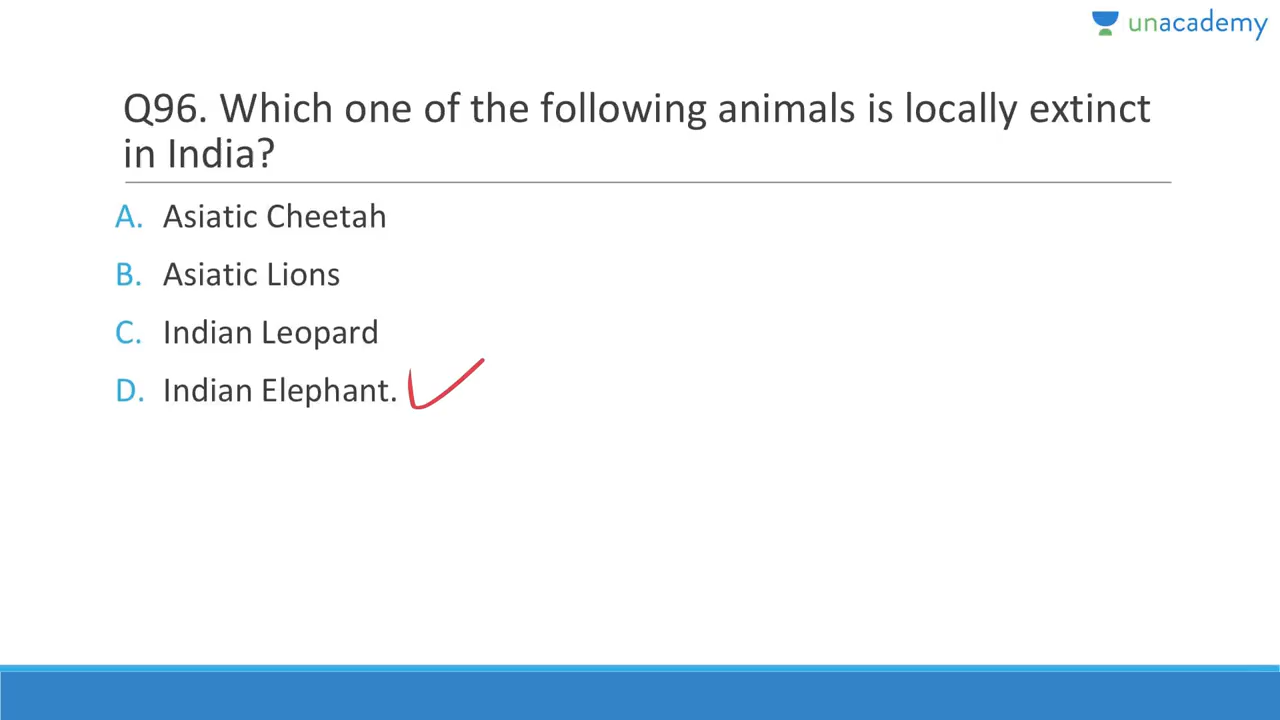 unacademy
Q96. Which one of the following animals is locally extinct
in India?
A. Asiatic Cheetah
B. Asiatic Lions
C. Indian Leopard
D. Indian Elephant.